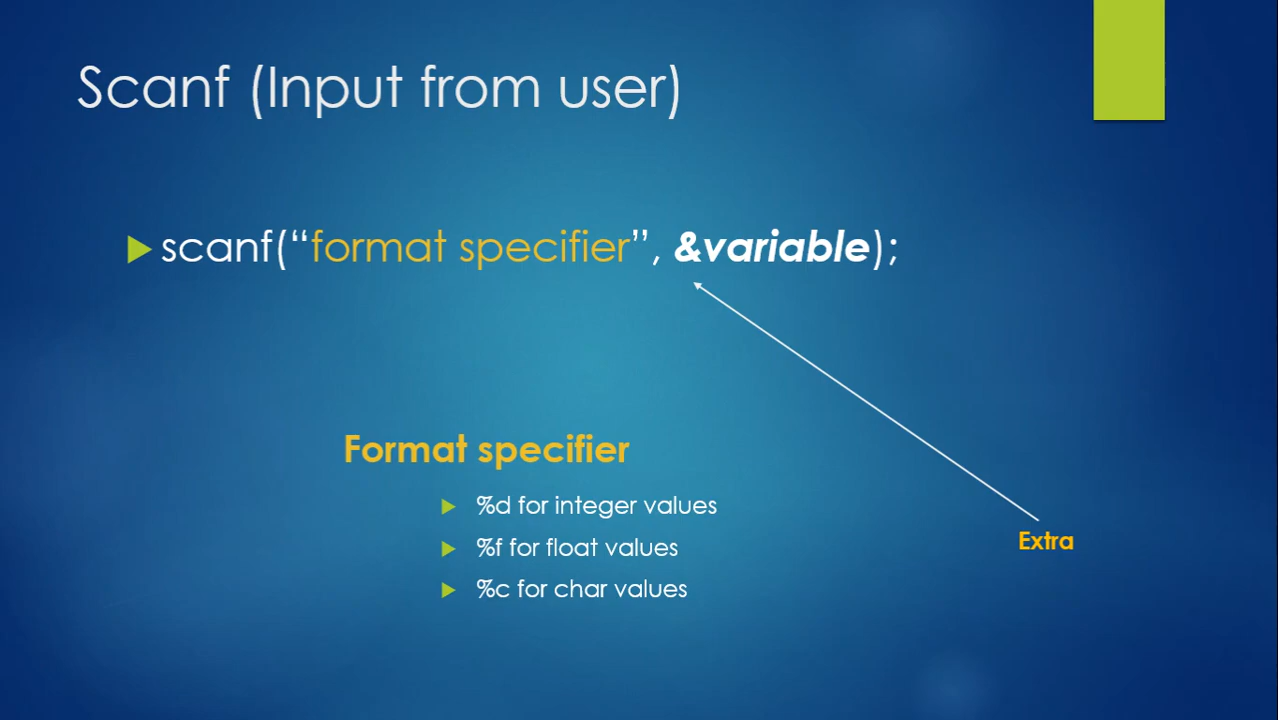 Scanf (Input from user)
scanf(“format specifier”, &variable);
Format specifier
%d for integer values
%f for float values
%c for char values
Extra